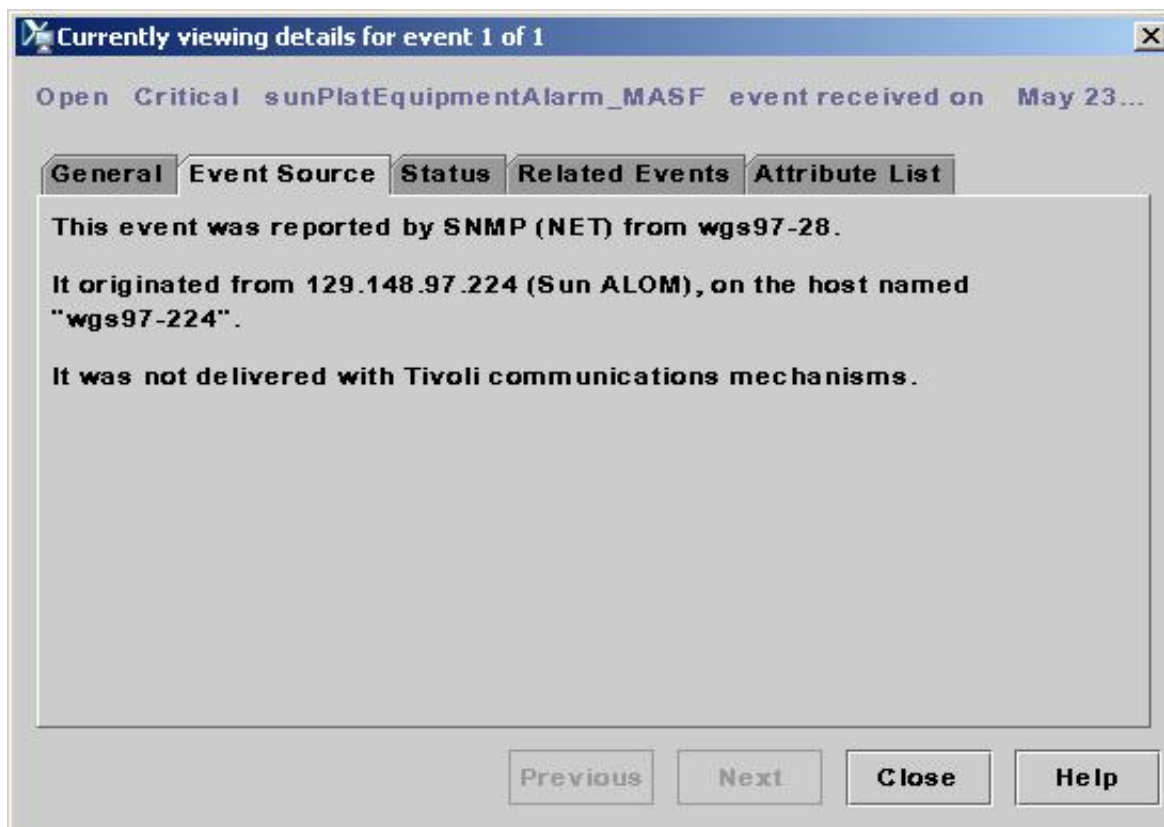 Currently viewing details for event 1 of 1
Open Critical sunPlatEquipmentAlarm_MASF event received on May 23...
General Event Source Status Related Events Attribute List
This event was reported by SNMP (NET) from wgs97-28.
It originated from 129.148.97.224 (Sun ALOM), on the host named
"wgs97-224".
It was not delivered with Tivoli communications mechanisms.
Previous Next Close Help